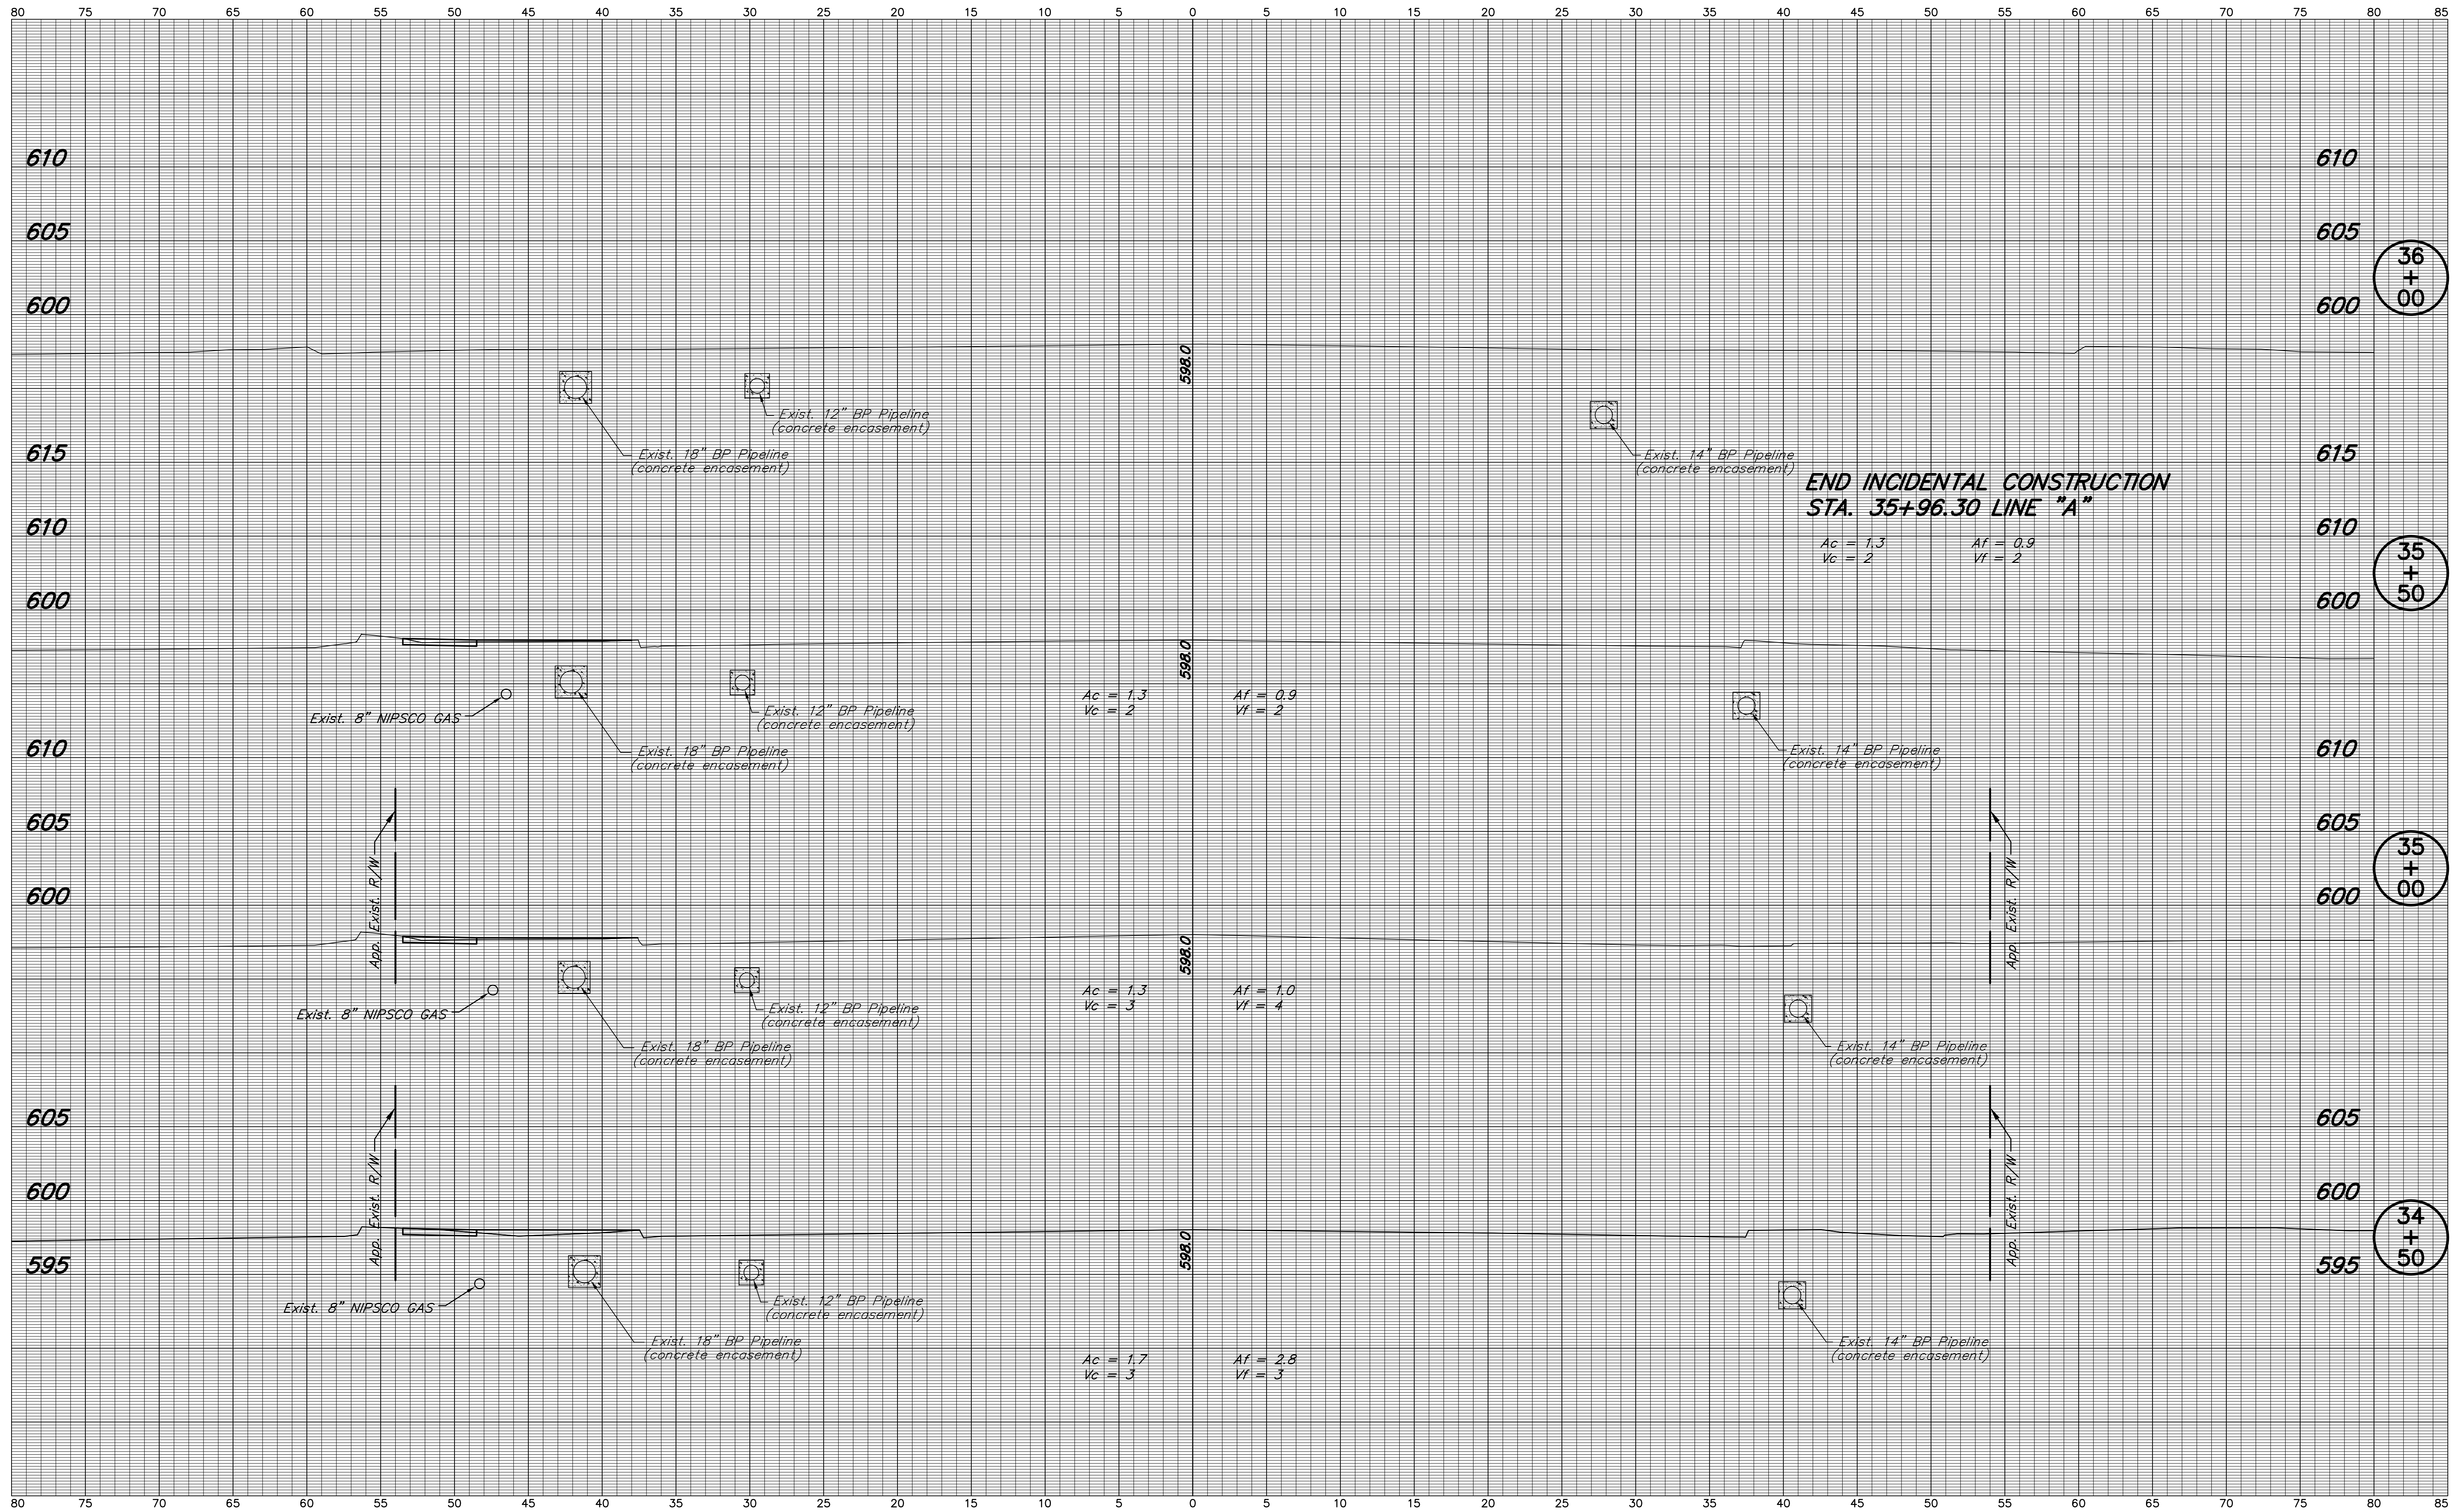 80 75 70 65 60 55 50 45 40 35 30 25 20 15 10 5 0 5 10 15 20 25 30 35 40 45 50 55 60 65 70 75 80 85
610 610
605 605
36
+
00
600 600
598.0
Exist. 12" BP Pipeline
(concrete encasement)
Exist. 18" BP Pipeline
(concrete encasement)
Exist. 14" BP Pipeline
(concrete encasement)
615 615
END INCIDENTAL CONSTRUCTION
STA. 35+96.30 LINE "A"
610 610
Ac = 1.3 Af = 0.9
Vc = 2 Vf = 2
35
+
50
600 600
598.0
Exist. 8" NIPSCO GAS
Exist. 12" BP Pipeline
(concrete encasement)
Ac = 1.3 Af = 0.9
Vc = 2 Vf = 2
Exist. 18" BP Pipeline
(concrete encasement)
Exist. 14" BP Pipeline
(concrete encasement)
610 610
605 605
35
+
00
App. Exist. R/W
App. Exist. R/W
600 600
598.0
Exist. 8" NIPSCO GAS
Exist. 12" BP Pipeline
(concrete encasement)
Ac = 1.3 Af = 1.0
Vc = 3 Vf = 4
Exist. 18" BP Pipeline
(concrete encasement)
Exist. 14" BP Pipeline
(concrete encasement)
605 605
App. Exist. R/W
App. Exist. R/W
600 600
34
+
50
598.0
595 595
Exist. 8" NIPSCO GAS
Exist. 12" BP Pipeline
(concrete encasement)
Exist. 18" BP Pipeline
(concrete encasement)
Exist. 14" BP Pipeline
(concrete encasement)
Ac = 1.7 Af = 2.8
Vc = 3 Vf = 3
80 75 70 65 60 55 50 45 40 35 30 25 20 15 10 5 0 5 10 15 20 25 30 35 40 45 50 55 60 65 70 75 80 85